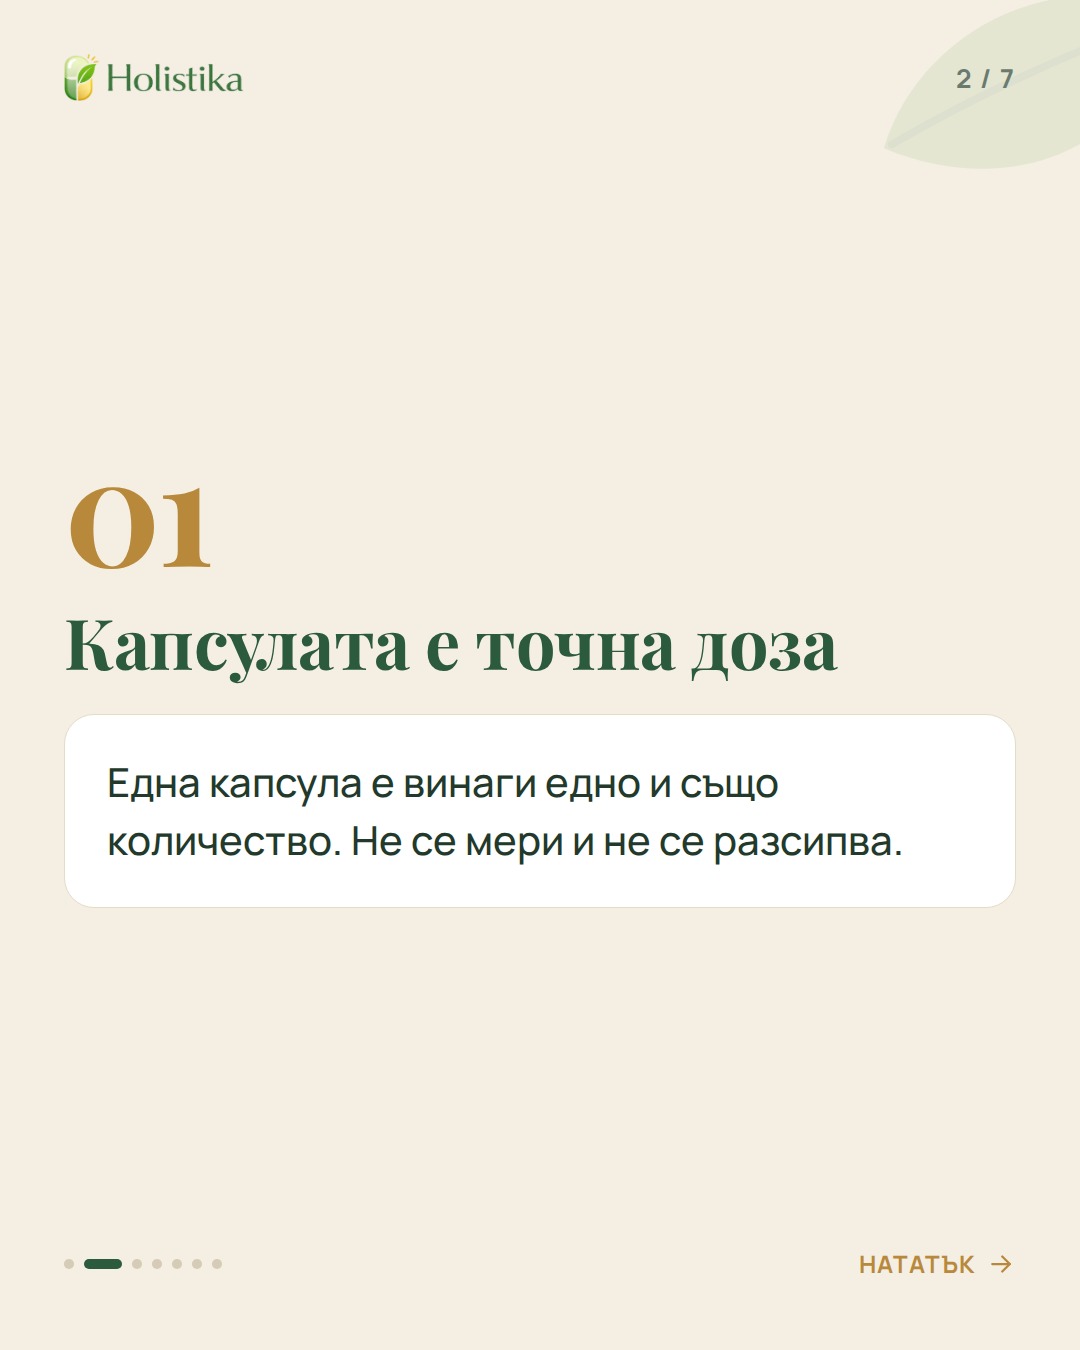 Holistika
2 / 7
01
Капсулата е точна доза
Една капсула е винаги едно и също
количество. Не се мери и не се разсипва.
НАТАТЪК →